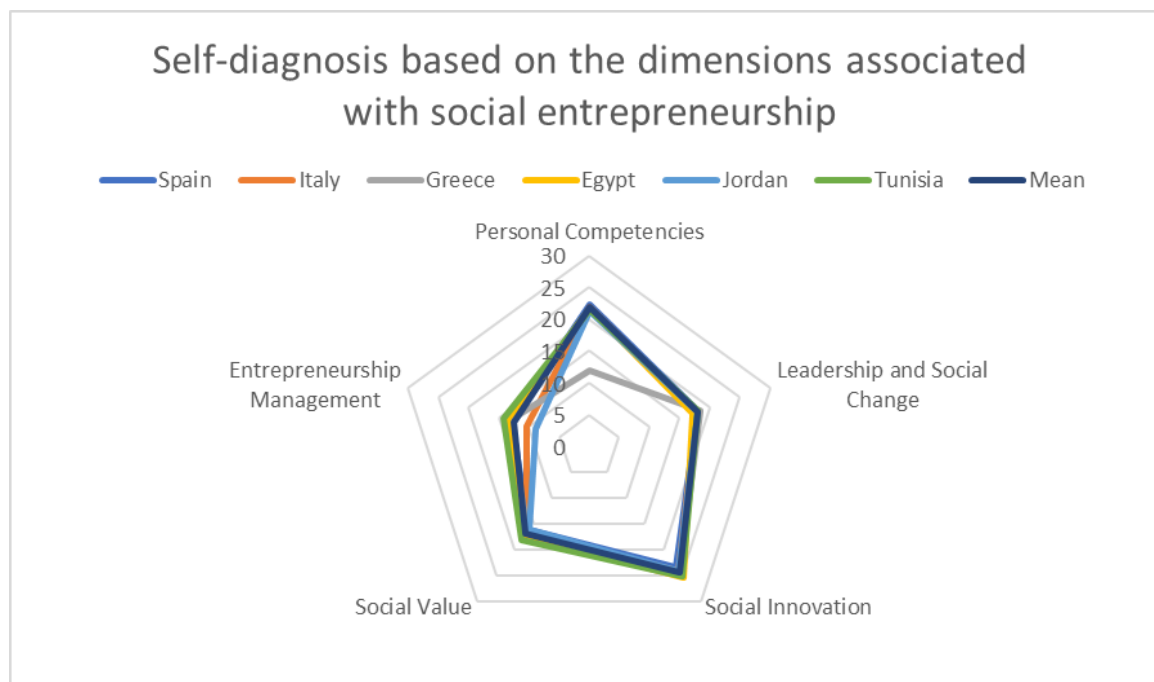 Self-diagnosis based on the dimensions associated
with social entrepreneurship
Spain Italy Greece Egypt Jordan Tunisia Mean
Personal Competencies
30
25
20
15
10
5
0
Leadership and Social
Change
Social Innovation
Social Value
Entrepreneurship
Management